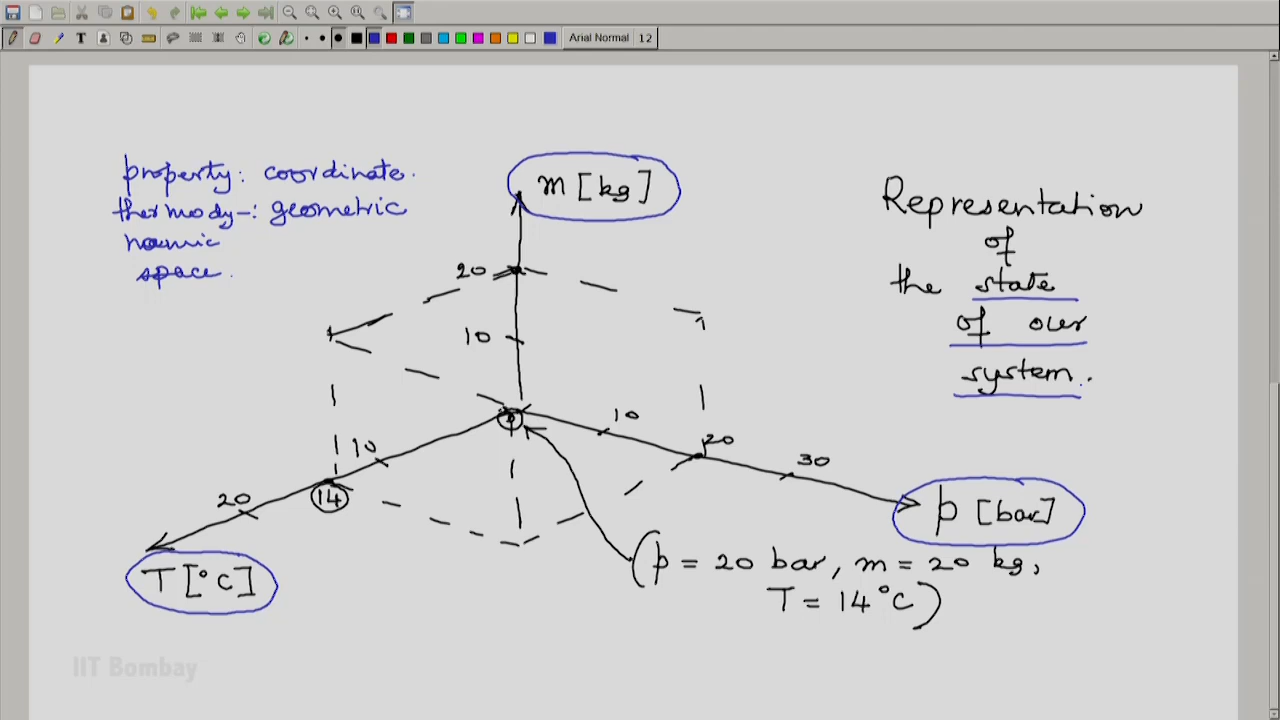 Arial Normal 12
property: coordinate.
thermody-: geometric
namic
space.
m [kg]
Representation
of
the state
of our
system.
20
10
10
20
30
10
14
20
p [bar]
T [°C]
(p = 20 bar, m = 20 kg,
T = 14°C)
IIT Bombay